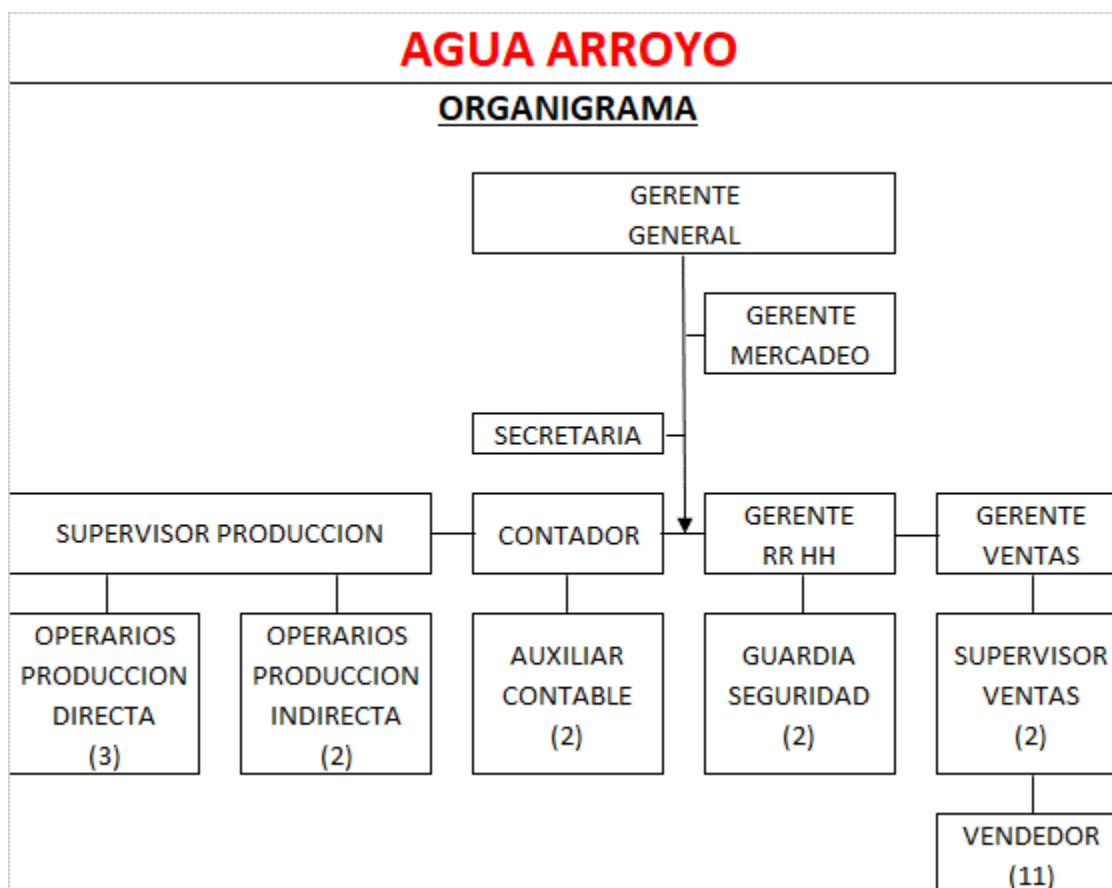 AGUA ARROYO
ORGANIGRAMA
GERENTE
GENERAL
GERENTE
MERCADEO
SECRETARIA
SUPERVISOR PRODUCCION
CONTADOR
GERENTE
RR HH
GERENTE
VENTAS
OPERARIOS
PRODUCCION
DIRECTA
(3)
OPERARIOS
PRODUCCION
INDIRECTA
(2)
AUXILIAR
CONTABLE
(2)
GUARDIA
SEGURIDAD
(2)
SUPERVISOR
VENTAS
(2)
VENDEDOR
(11)